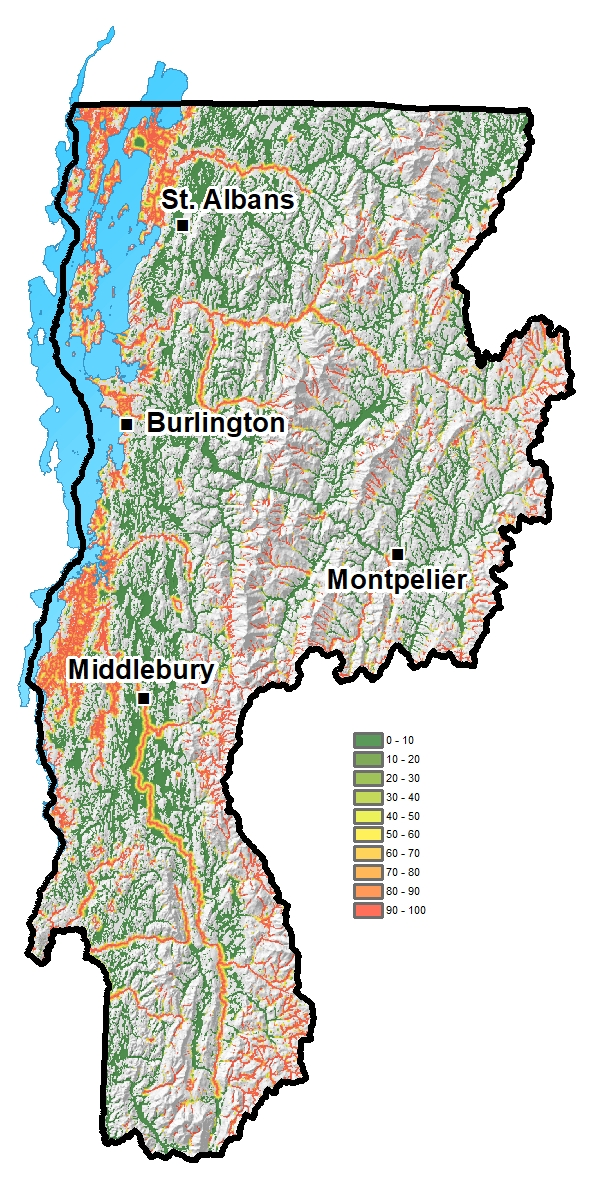 St. Albans
Burlington
Montpelier
Middlebury
0 - 10
10 - 20
20 - 30
30 - 40
40 - 50
50 - 60
60 - 70
70 - 80
80 - 90
90 - 100